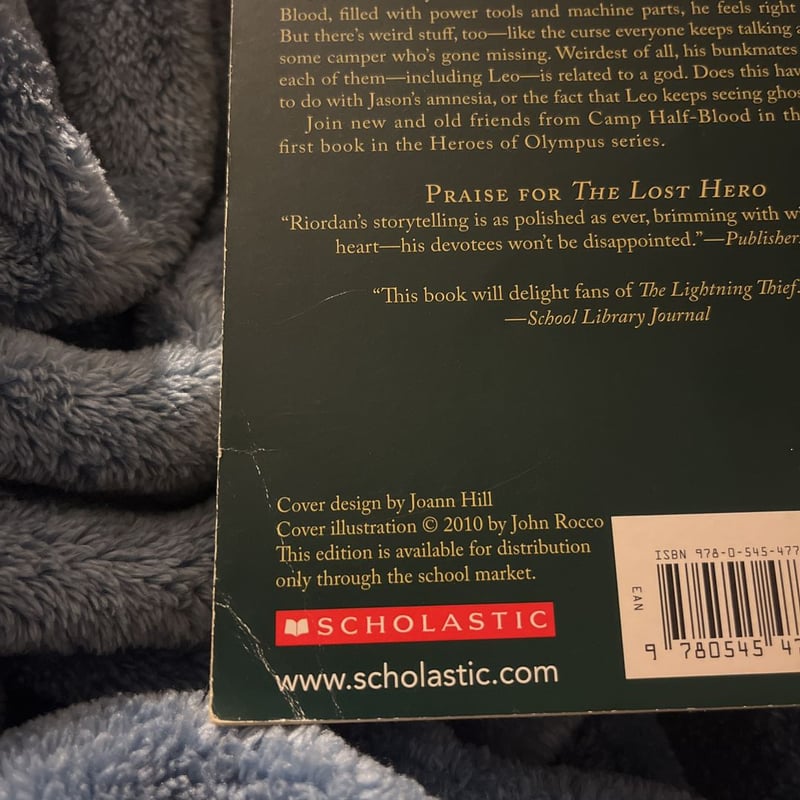 Blood, filled with power tools and machine parts, he feels right
But there's weird stuff, too—like the curse everyone keeps talking
some camper who's gone missing. Weirdest of all, his bunkmates
each of them—including Leo—is related to a god. Does this hav
to do with Jason's amnesia, or the fact that Leo keeps seeing ghos
Join new and old friends from Camp Half-Blood in th
first book in the Heroes of Olympus series.
PRAISE FOR THE LOST HERO
“Riordan's storytelling is as polished as ever, brimming with wi
heart—his devotees won't be disappointed.”—Publisher
“This book will delight fans of The Lightning Thief.
—School Library Journal
Cover design by Joann Hill
Cover illustration © 2010 by John Rocco
This edition is available for distribution
only through the school market.
SCHOLASTIC
www.scholastic.com
ISBN 978-0-545-477
EAN
9 780545 47